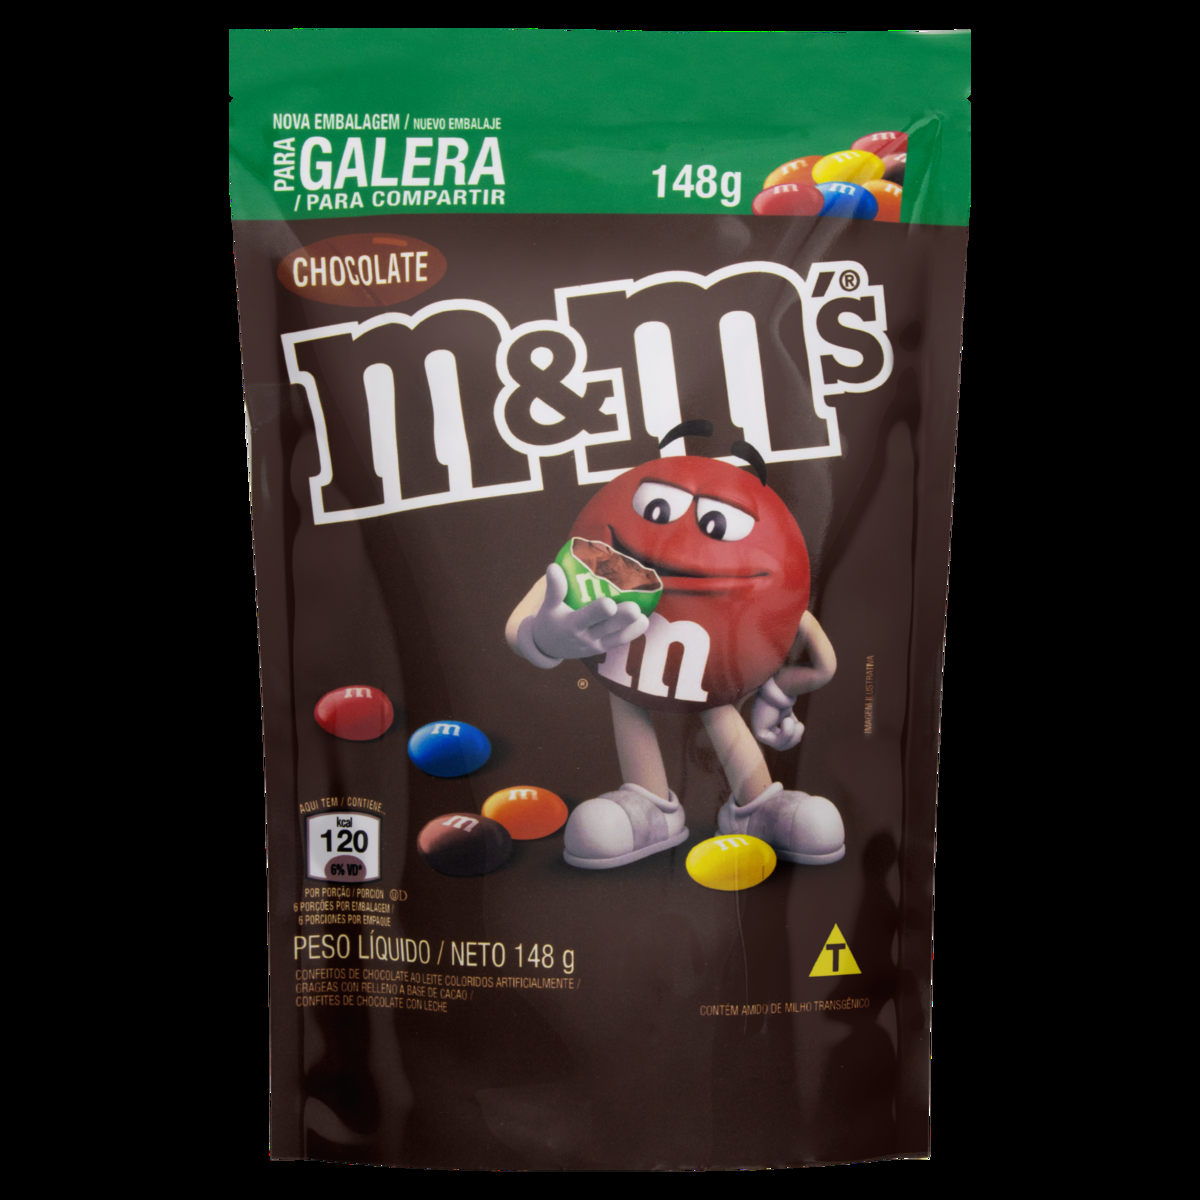 NOVA EMBALAGEM / NUEVO EMBALAJE
PARA GALERA
/ PARA COMPARTIR
148g
CHOCOLATE
m&m's®
m
m
®
IMAGEM ILUSTRATIVA
m
m
m
m
m
AQUI TEM / CONTIENE...
kcal
120
6% VD*
POR PORÇÃO / PORCIÓN
6 PORÇÕES POR EMBALAGEM /
6 PORCIONES POR EMPAQUE
PESO LÍQUIDO / NETO 148 g
CONFEITOS DE CHOCOLATE AO LEITE COLORIDOS ARTIFICIALMENTE /
GRAGEAS CON RELLENO A BASE DE CACAO /
CONFITES DE CHOCOLATE CON LECHE
T
CONTÉM AMIDO DE MILHO TRANSGÊNICO